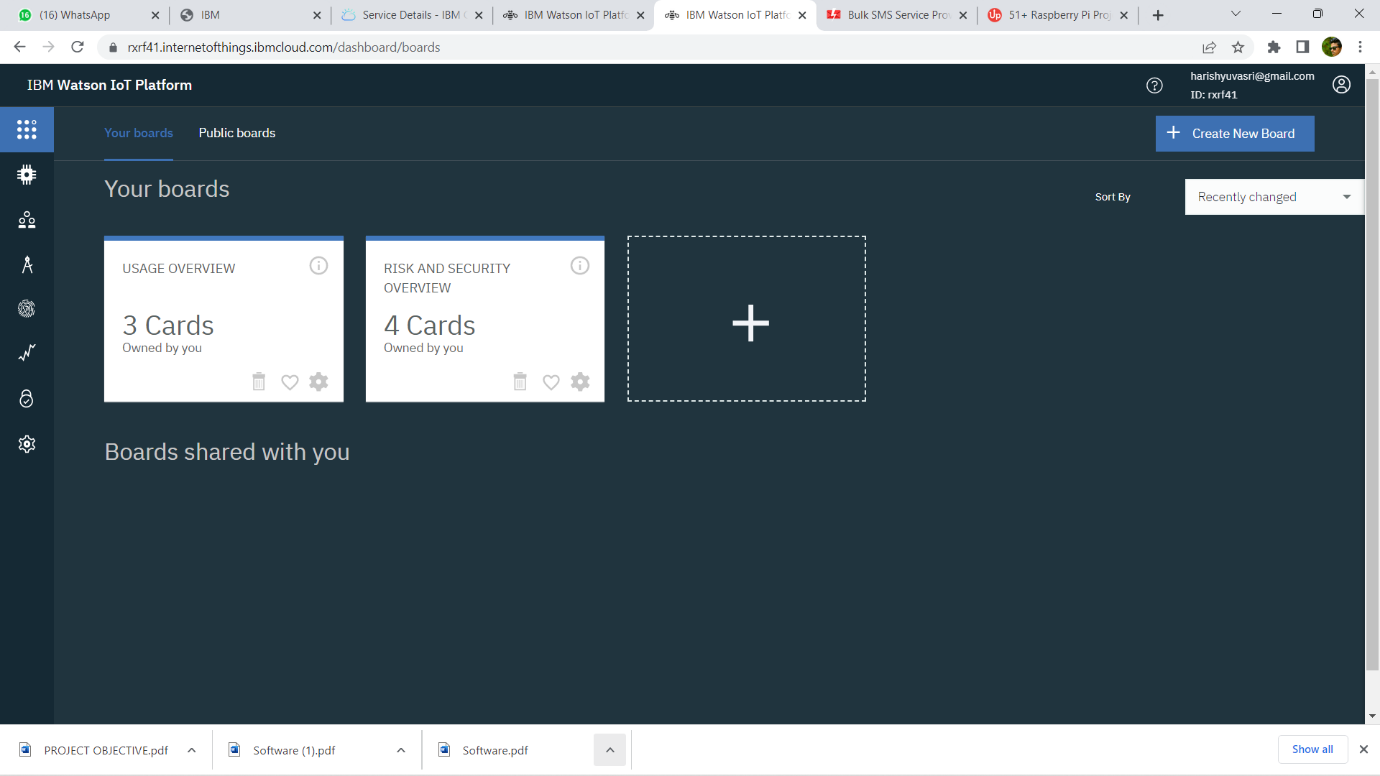 16
(16) WhatsApp
IBM
Service Details - IBM
IBM Watson IoT Platfo
IBM Watson IoT Platfo
Bulk SMS Service Prov
Up
51+ Raspberry Pi Proj
rxrf41.internetofthings.ibmcloud.com/dashboard/boards
IBM Watson IoT Platform
harishyuvasri@gmail.com
ID: rxrf41
Your boards
Public boards
Create New Board
Your boards
Sort By
Recently changed
USAGE OVERVIEW
3 Cards
Owned by you
RISK AND SECURITY
OVERVIEW
4 Cards
Owned by you
Boards shared with you
PROJECT OBJECTIVE.pdf
Software (1).pdf
Software.pdf
Show all